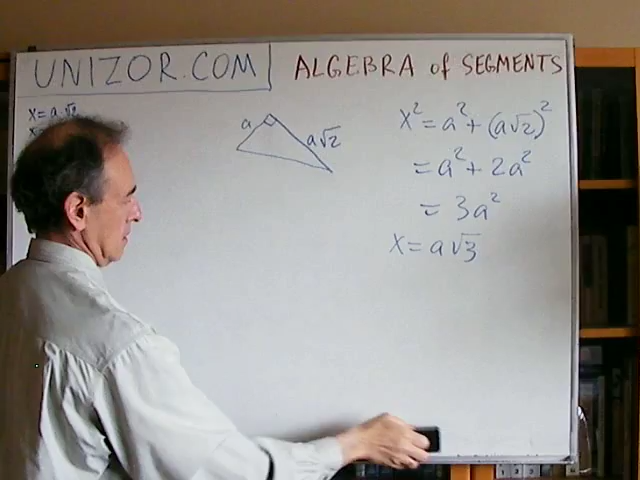 UNIZOR.COM
ALGEBRA of SEGMENTS
x = a√2
a
a√2
x² = a² + (a√2)²
= a² + 2a²
= 3a²
x = a√3